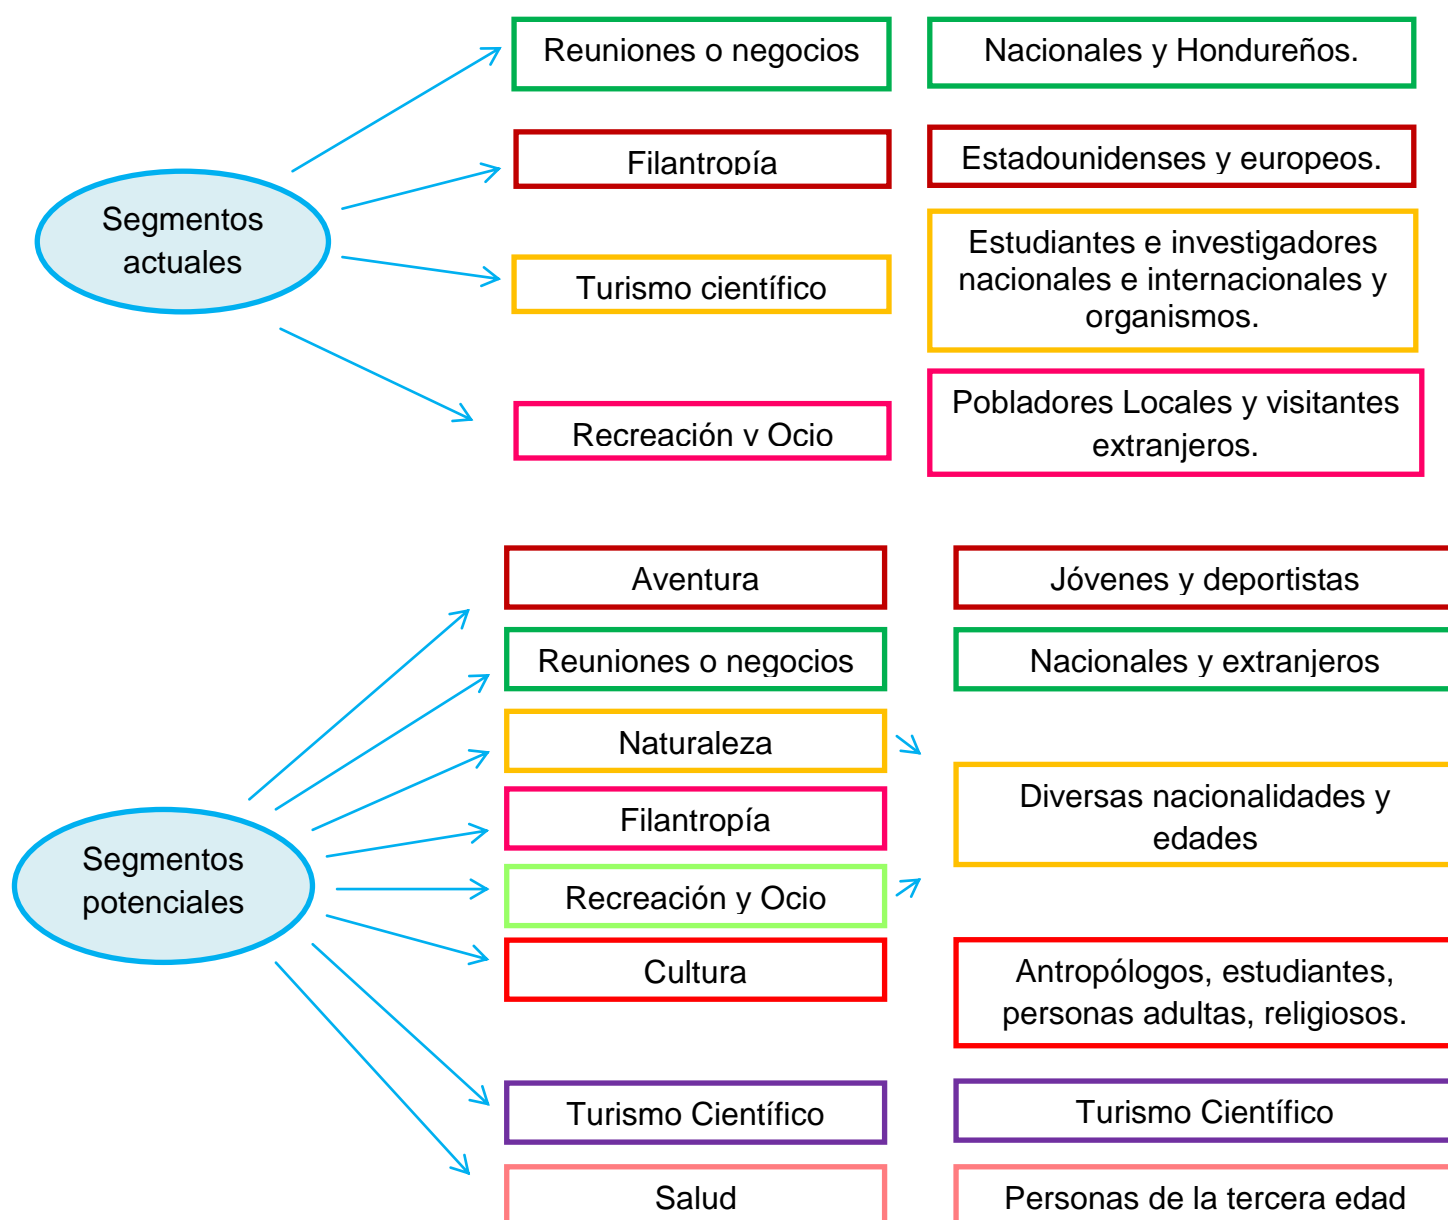 Segmentos
actuales
Reuniones o negocios
Nacionales y Hondureños.
Filantropía
Estadounidenses y europeos.
Turismo científico
Estudiantes e investigadores
nacionales e internacionales y
organismos.
Recreación y Ocio
Pobladores Locales y visitantes
extranjeros.
Segmentos
potenciales
Aventura
Jóvenes y deportistas
Reuniones o negocios
Nacionales y extranjeros
Naturaleza
Filantropía
Recreación y Ocio
Diversas nacionalidades y
edades
Cultura
Antropólogos, estudiantes,
personas adultas, religiosos.
Turismo Científico
Turismo Científico
Salud
Personas de la tercera edad